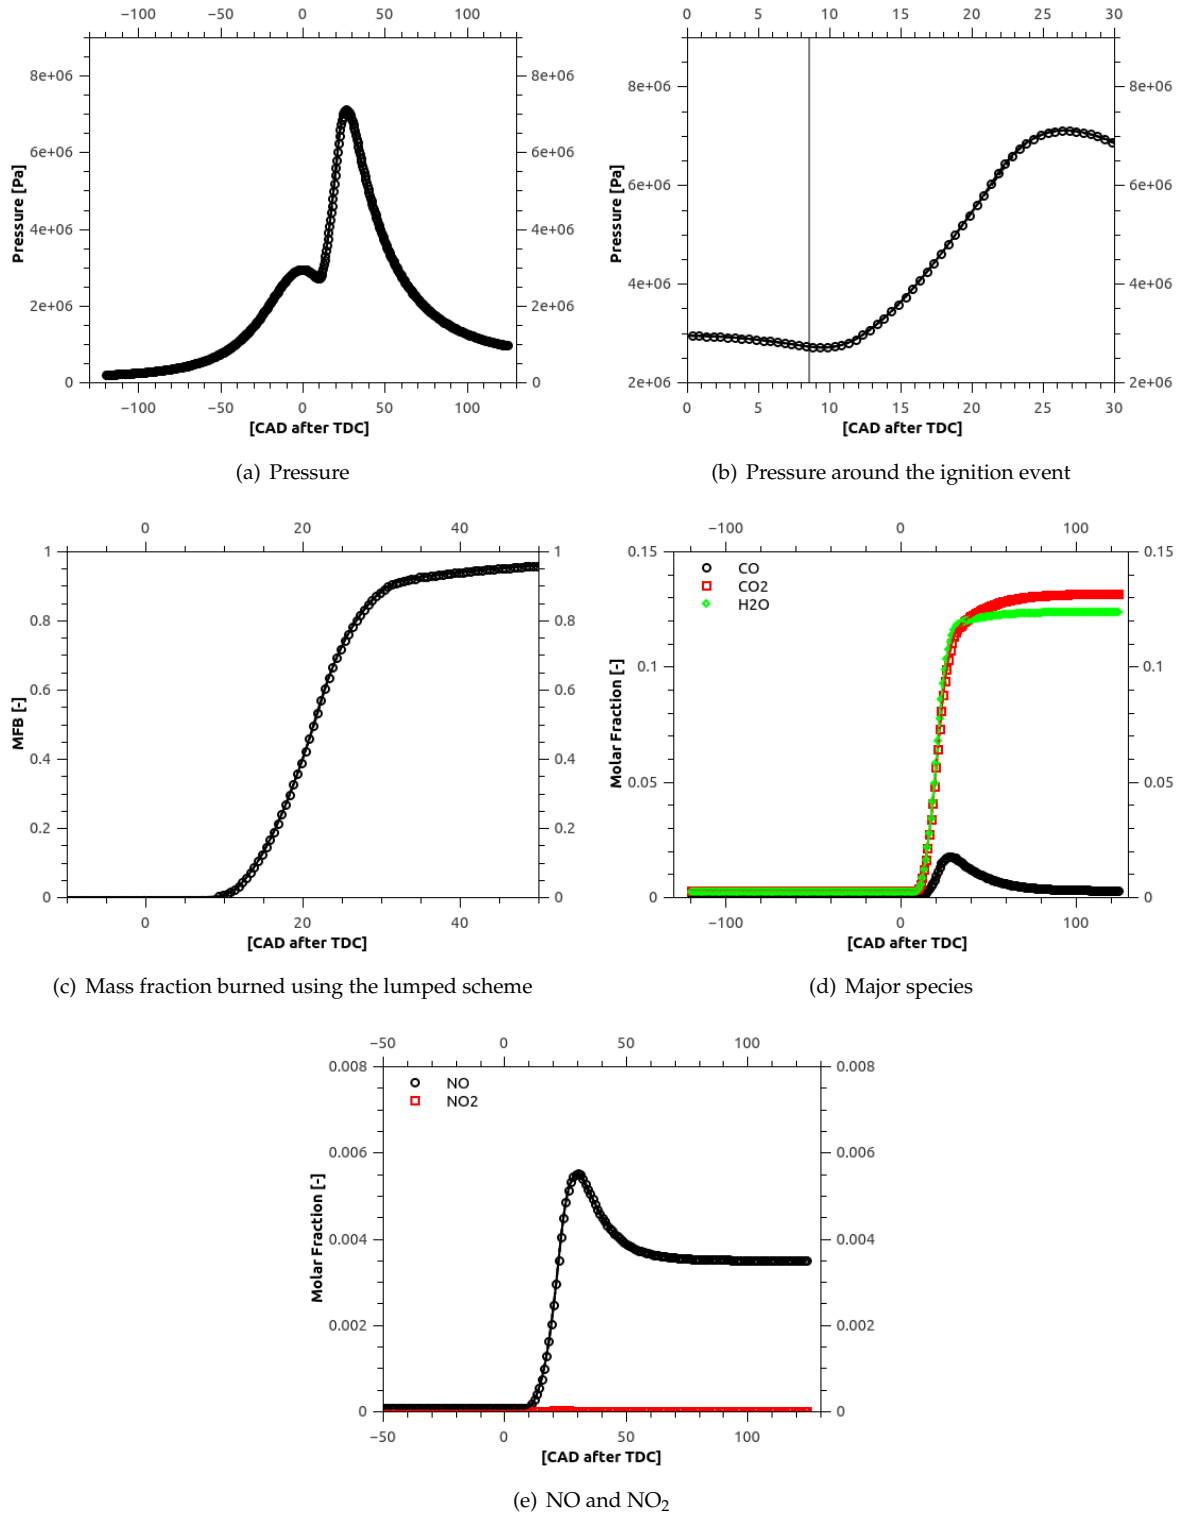 −100 −50 0 50 100
8e+06 8e+06
6e+06 6e+06
4e+06 4e+06
2e+06 2e+06
0 0
Pressure [Pa]
−100 −50 0 50 100
[CAD after TDC]
(a) Pressure
0 5 10 15 20 25 30
8e+06 8e+06
6e+06 6e+06
4e+06 4e+06
2e+06 2e+06
Pressure [Pa]
0 5 10 15 20 25 30
[CAD after TDC]
(b) Pressure around the ignition event
0 20 40
1 1
0.8 0.8
0.6 0.6
0.4 0.4
0.2 0.2
0 0
MFB [-]
0 20 40
[CAD after TDC]
(c) Mass fraction burned using the lumped scheme
−100 0 100
0.15 0.15
CO
CO2
H2O
0.1 0.1
0.05 0.05
0 0
Molar Fraction [-]
−100 0 100
[CAD after TDC]
(d) Major species
−50 0 50 100
0.008 0.008
NO
NO2
0.006 0.006
0.004 0.004
0.002 0.002
0 0
Molar Fraction [-]
−50 0 50 100
[CAD after TDC]
(e) NO and NO₂